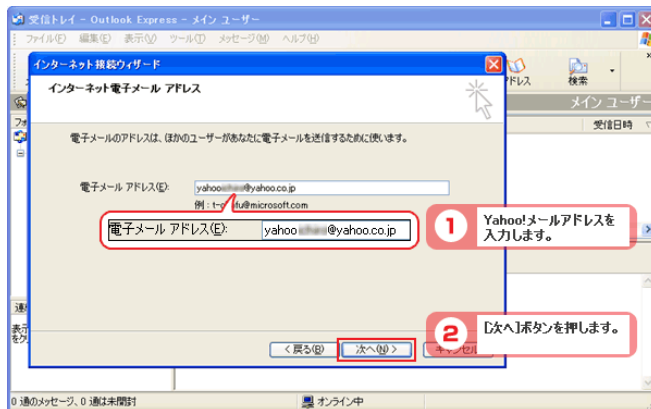 受信トレイ - Outlook Express - メイン ユーザー
ファイル(F) 編集(E) 表示(V) ツール(T) メッセージ(M) ヘルプ(H)
インターネット接続ウィザード
ドレス 検索
インターネット電子メール アドレス
メイン ユーザー
受信日時
電子メールのアドレスは、ほかのユーザーがあなたに電子メールを送信するために使います。
電子メール アドレス(E): yahoo @yahoo.co.jp
@microsoft.com
電子メール アドレス(E): yahoo @yahoo.co.jp
1 Yahoo!メールアドレスを
入力します。
2 [次へ]ボタンを押します。
< 戻る(B) 次へ(N) > キャンセル
0 通のメッセージ、0 通は未開封 オンライン中